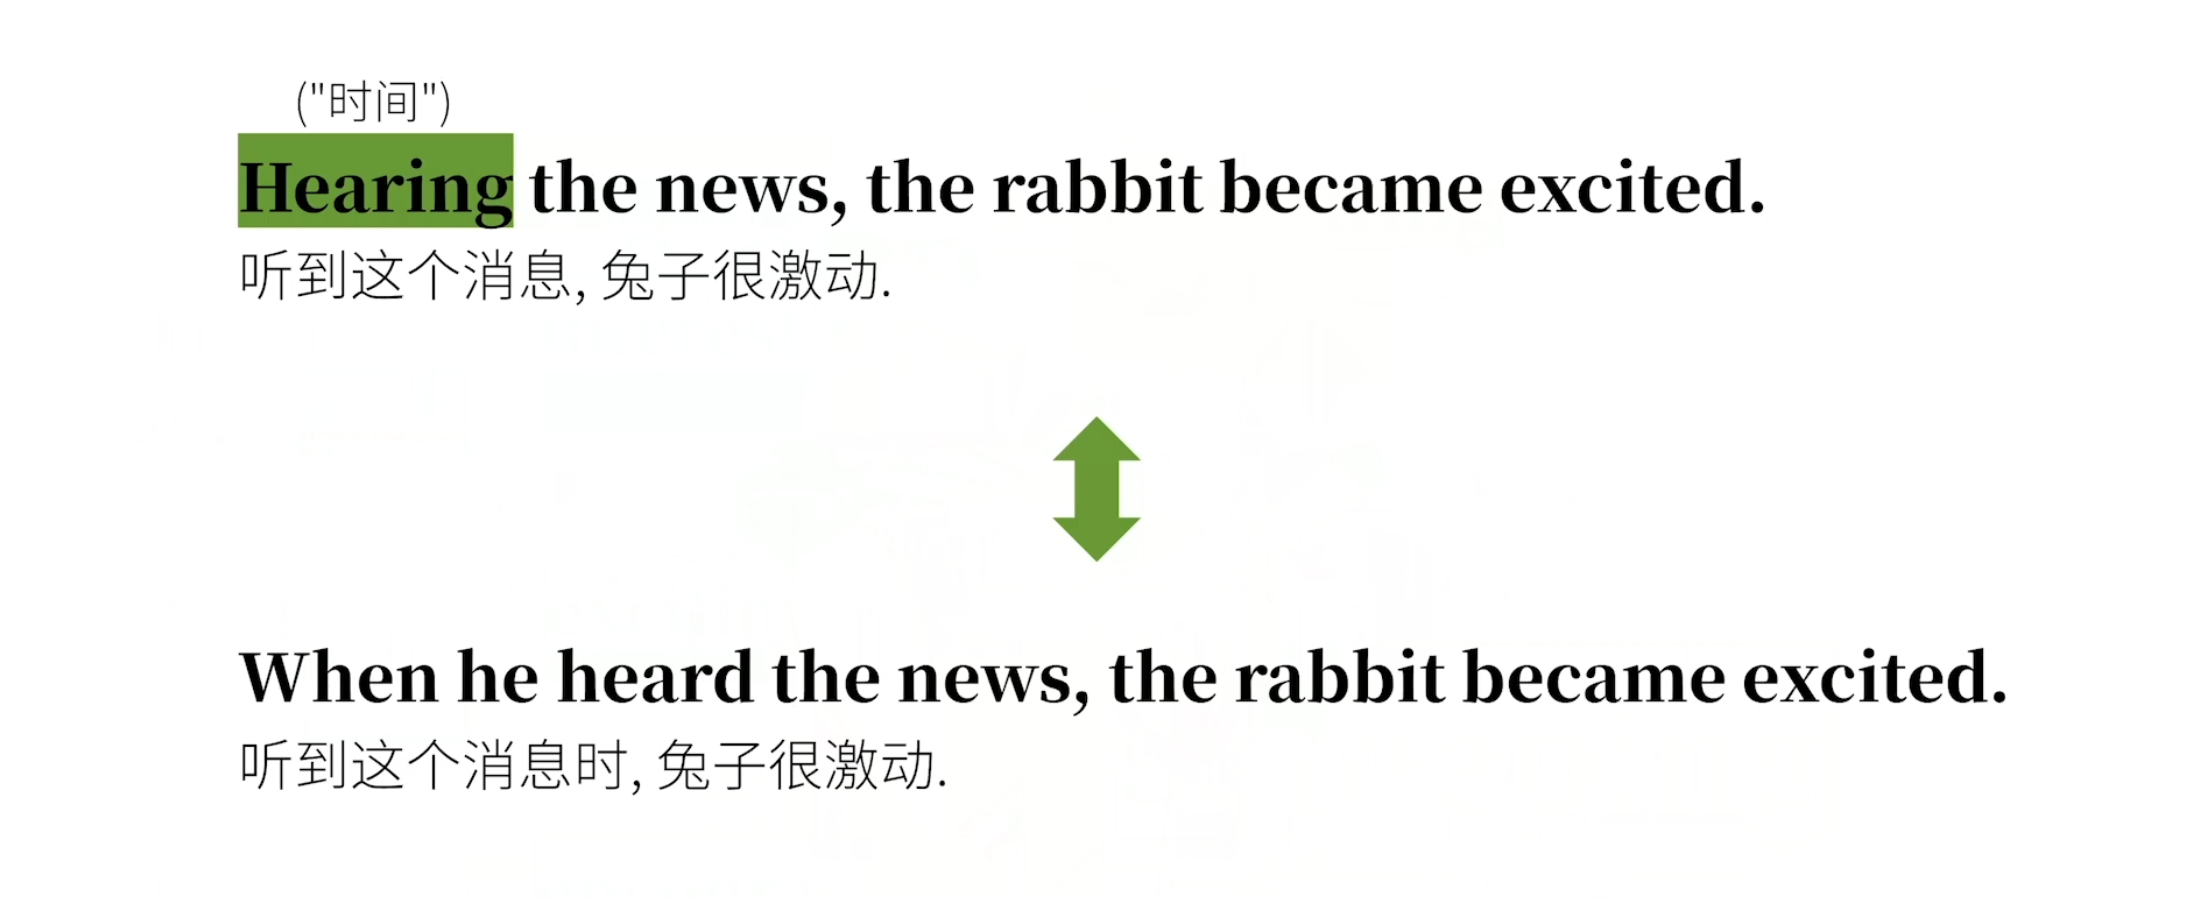 ("时间")
Hearing the news, the rabbit became excited.
听到这个消息, 兔子很激动.
When he heard the news, the rabbit became excited.
听到这个消息时, 兔子很激动.